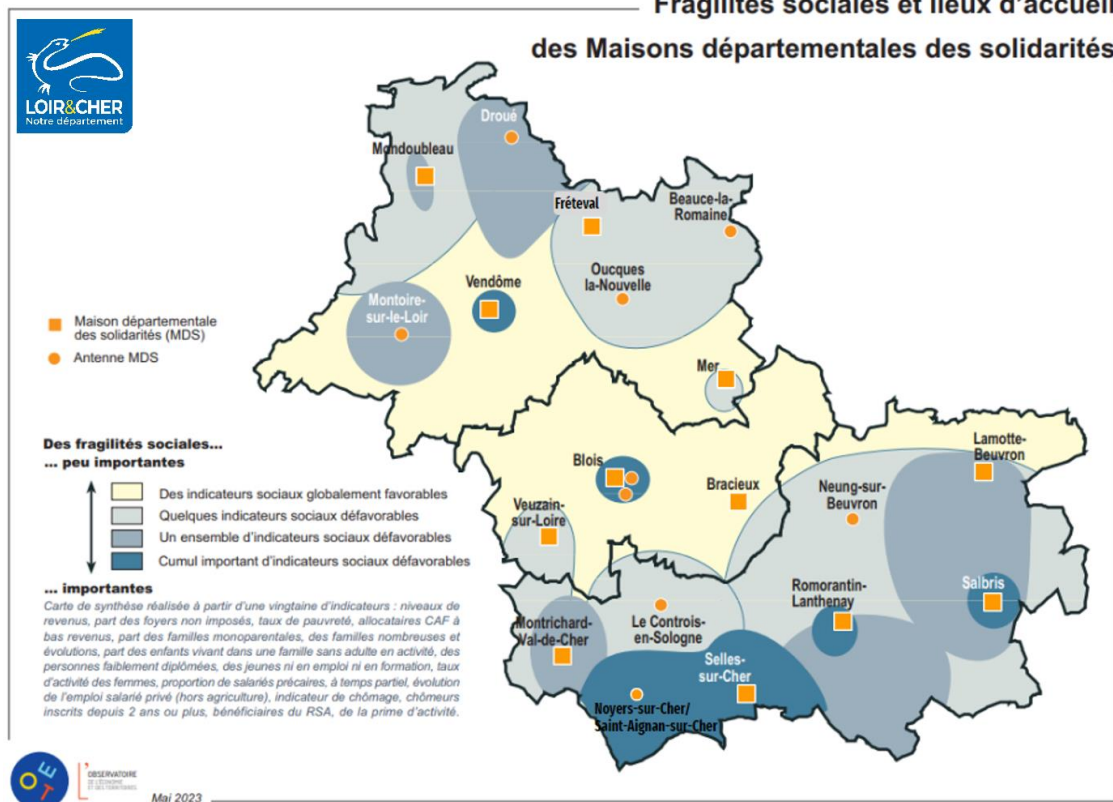 Fragilités sociales et lieux d'accueil
des Maisons départementales des solidarités
LOIR&CHER
Notre département
Droué
Mondoubleau
Fréteval
Beauce-la-
Romaine
Oucques
la-Nouvelle
Vendôme
Montoire-
sur-le-Loir
Mer
Maison départementale
des solidarités (MDS)
Antenne MDS
Des fragilités sociales...
... peu importantes
Des indicateurs sociaux globalement favorables
Quelques indicateurs sociaux défavorables
Un ensemble d'indicateurs sociaux défavorables
Cumul important d'indicateurs sociaux défavorables
... importantes
Blois
Bracieux
Lamotte-
Beuvron
Neung-sur-
Beuvron
Veuzain-
sur-Loire
Romorantin-
Lanthenay
Salbris
Le Controis-
en-Sologne
Montrichard-
Val-de-Cher
Selles-
sur-Cher
Noyers-sur-Cher/
Saint-Aignan-sur-Cher
Carte de synthèse réalisée à partir d'une vingtaine d'indicateurs : niveaux de
revenus, part des foyers non imposés, taux de pauvreté, allocataires CAF à
bas revenus, part des familles monoparentales, des familles nombreuses et
évolutions, part des enfants vivant dans une famille sans adulte en activité, des
personnes faiblement diplômées, des jeunes ni en emploi ni en formation, taux
d'activité des femmes, proportion de salariés précaires, à temps partiel, évolution
de l'emploi salarié privé (hors agriculture), indicateur de chômage, chômeurs
inscrits depuis 2 ans ou plus, bénéficiaires du RSA, de la prime d'activité.
OET
L'OBSERVATOIRE
DE L'ÉCONOMIE
ET DES TERRITOIRES
Mai 2023